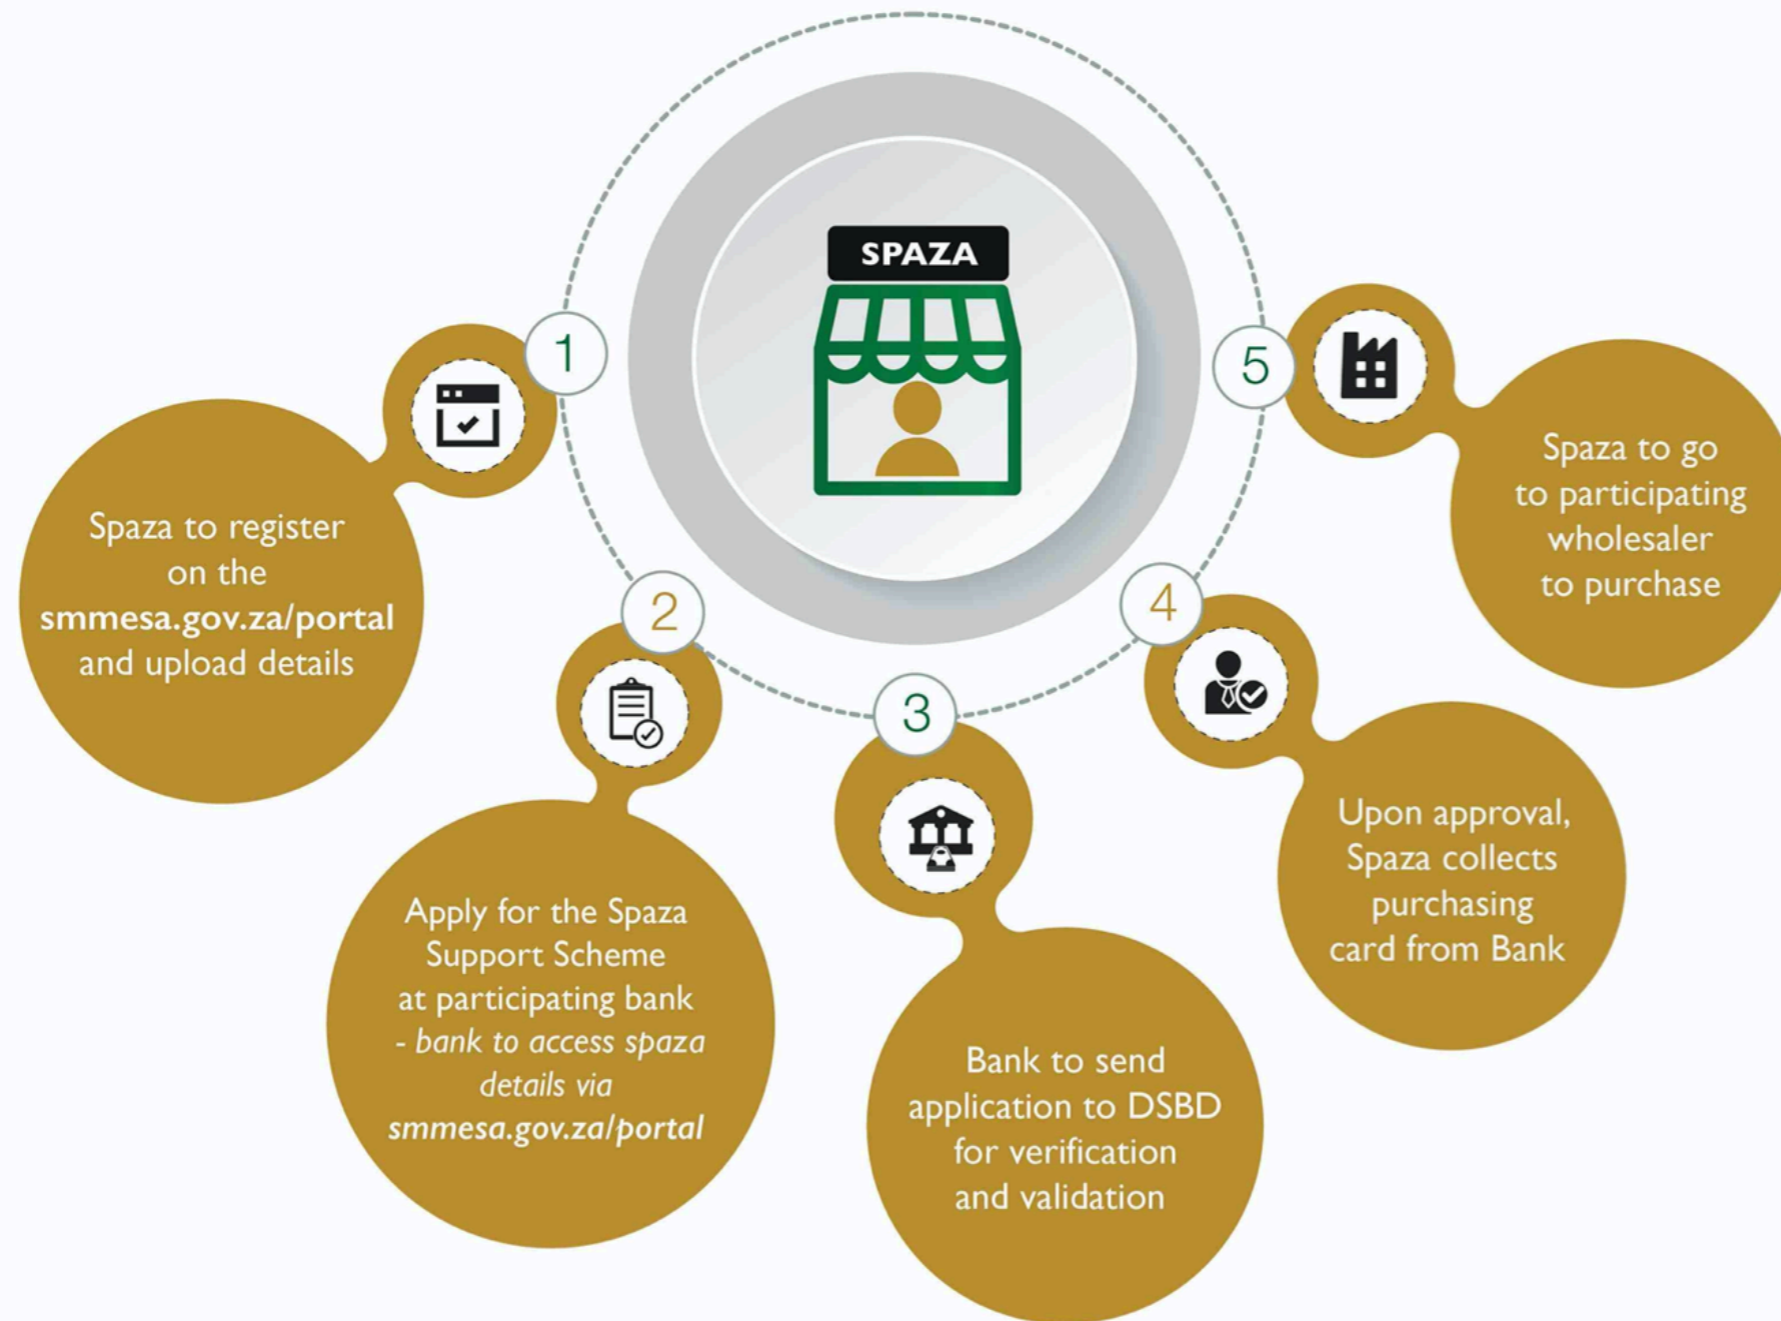 SPAZA
1
Spaza to register
on the
smmesa.gov.za/portal
and upload details
2
Apply for the Spaza
Support Scheme
at participating bank
- bank to access spaza
details via
smmesa.gov.za/portal
3
Bank to send
application to DSBD
for verification
and validation
4
Upon approval,
Spaza collects
purchasing
card from Bank
5
Spaza to go
to participating
wholesaler
to purchase